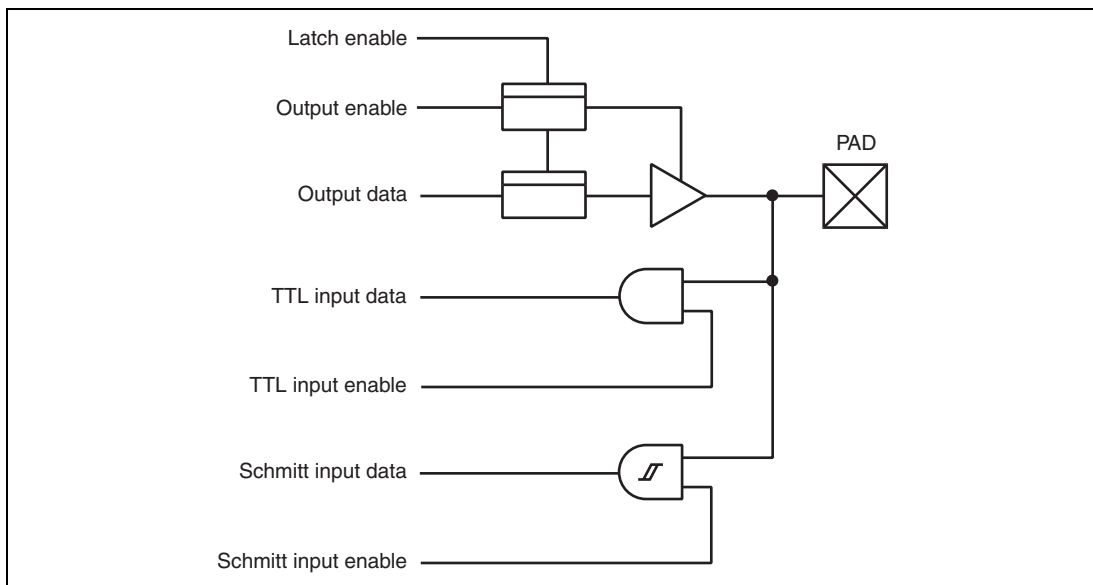 Latch enable
Output enable
PAD
Output data
TTL input data
TTL input enable
Schmitt input data
Schmitt input enable